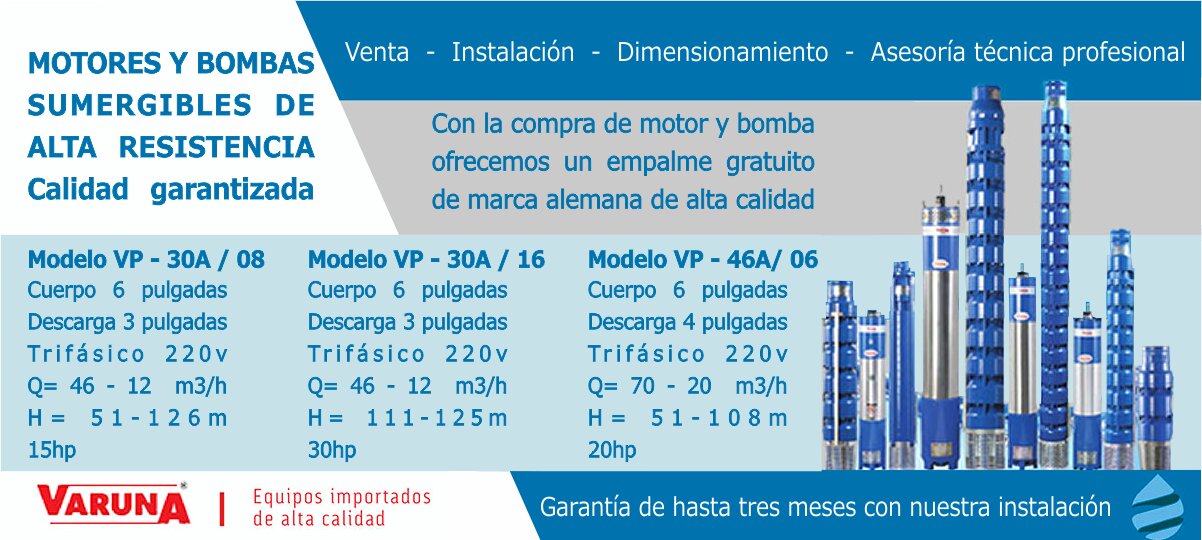 MOTORES Y BOMBAS
SUMERGIBLES DE
ALTA RESISTENCIA
Calidad garantizada
Venta - Instalación - Dimensionamiento - Asesoría técnica profesional
Con la compra de motor y bomba
ofrecemos un empalme gratuito
de marca alemana de alta calidad
Modelo VP - 30A / 08
Cuerpo 6 pulgadas
Descarga 3 pulgadas
Trifásico 220v
Q= 46 - 12 m3/h
H = 51-126m
15hp
Modelo VP - 30A / 16
Cuerpo 6 pulgadas
Descarga 3 pulgadas
Trifásico 220v
Q= 46 - 12 m3/h
H = 111-125m
30hp
Modelo VP - 46A/ 06
Cuerpo 6 pulgadas
Descarga 4 pulgadas
Trifásico 220v
Q= 70 - 20 m3/h
H = 51-108m
20hp
VARUNA®
Equipos importados
de alta calidad
Garantía de hasta tres meses con nuestra instalación